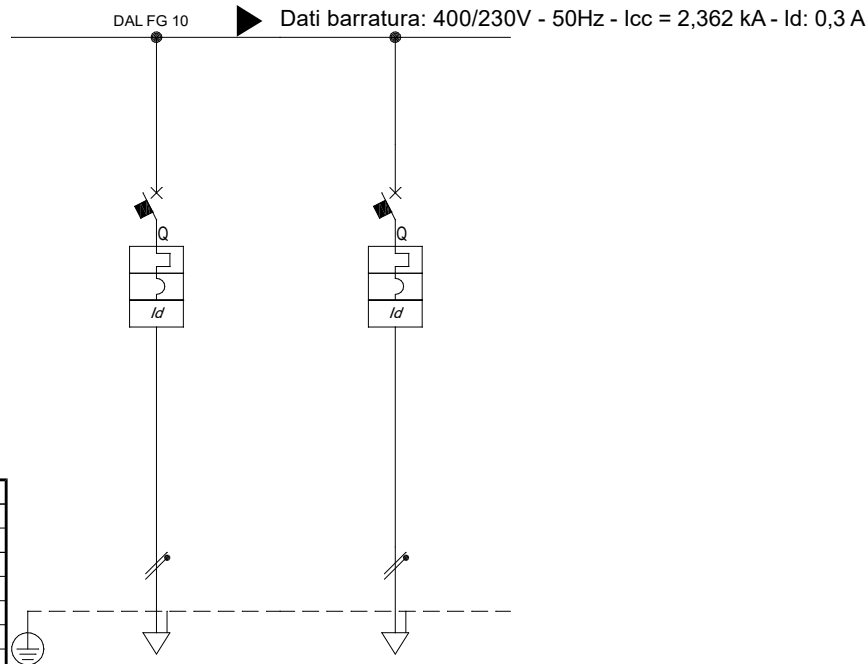 DAL FG 10
Dati barratura: 400/230V - 50Hz - Icc = 2,362 kA - Id: 0,3 A
Q
Q
Id
Id